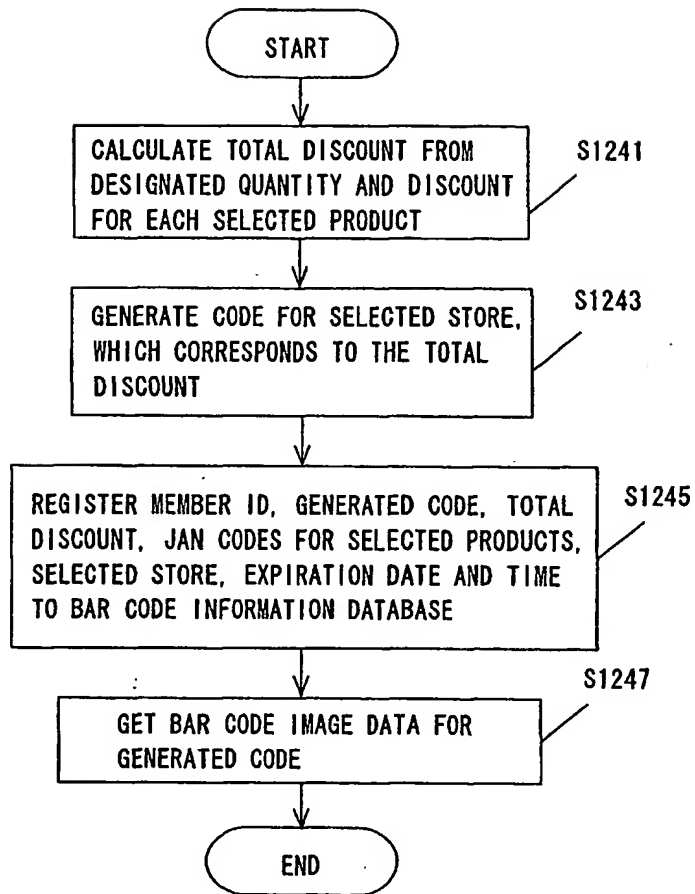 START
CALCULATE TOTAL DISCOUNT FROM
DESIGNATED QUANTITY AND DISCOUNT
FOR EACH SELECTED PRODUCT
S1241
GENERATE CODE FOR SELECTED STORE,
WHICH CORRESPONDS TO THE TOTAL
DISCOUNT
S1243
REGISTER MEMBER ID, GENERATED CODE, TOTAL
DISCOUNT, JAN CODES FOR SELECTED PRODUCTS,
SELECTED STORE, EXPIRATION DATE AND TIME
TO BAR CODE INFORMATION DATABASE
S1245
GET BAR CODE IMAGE DATA FOR
GENERATED CODE
S1247
END